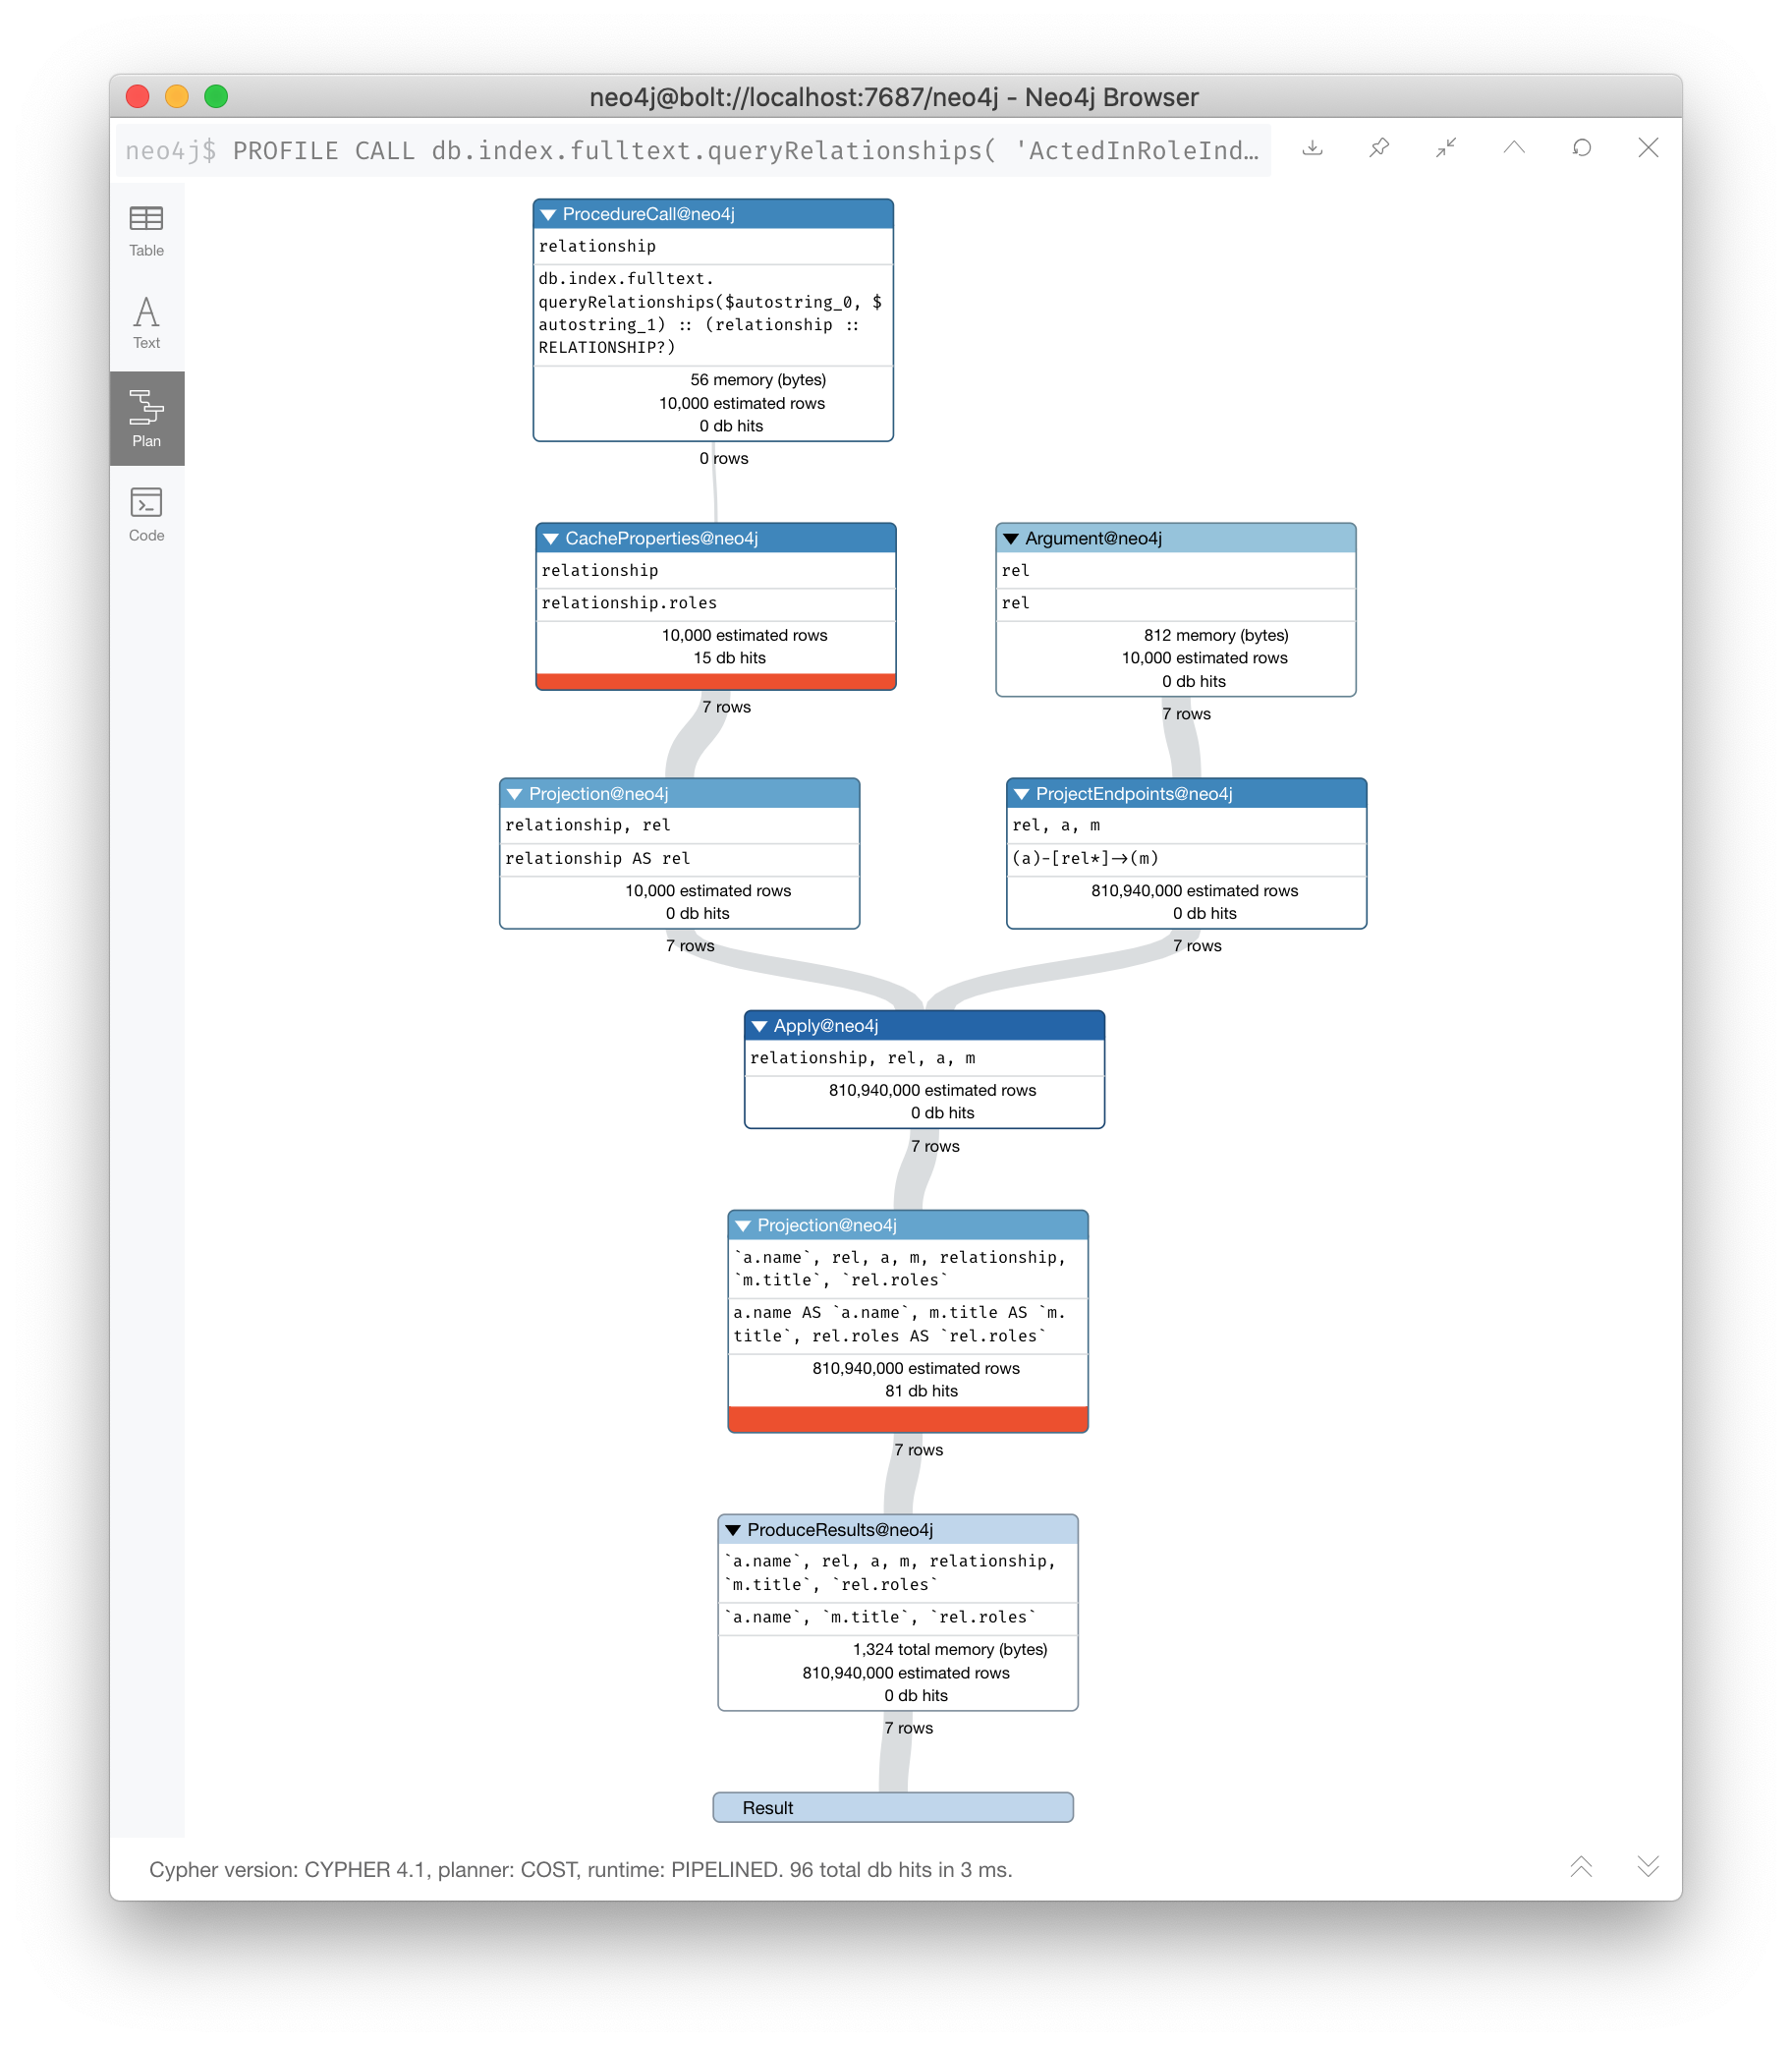 neo4j@bolt://localhost:7687/neo4j - Neo4j Browser
neo4j$ PROFILE CALL db.index.fulltext.queryRelationships( 'ActedInRoleInd…
Table
Text
Plan
Code
ProcedureCall@neo4j
relationship
db.index.fulltext.
queryRelationships($autostring_0, $
autostring_1) :: (relationship ::
RELATIONSHIP?)
56 memory (bytes)
10,000 estimated rows
0 db hits
0 rows
CacheProperties@neo4j
relationship
relationship.roles
10,000 estimated rows
15 db hits
7 rows
Argument@neo4j
rel
rel
812 memory (bytes)
10,000 estimated rows
0 db hits
7 rows
Projection@neo4j
relationship, rel
relationship AS rel
10,000 estimated rows
0 db hits
7 rows
ProjectEndpoints@neo4j
rel, a, m
(a)-[rel*]->(m)
810,940,000 estimated rows
0 db hits
7 rows
Apply@neo4j
relationship, rel, a, m
810,940,000 estimated rows
0 db hits
7 rows
Projection@neo4j
`a.name`, rel, a, m, relationship,
`m.title`, `rel.roles`
a.name AS `a.name`, m.title AS `m.
title`, rel.roles AS `rel.roles`
810,940,000 estimated rows
81 db hits
7 rows
ProduceResults@neo4j
`a.name`, rel, a, m, relationship,
`m.title`, `rel.roles`
`a.name`, `m.title`, `rel.roles`
1,324 total memory (bytes)
810,940,000 estimated rows
0 db hits
7 rows
Result
Cypher version: CYPHER 4.1, planner: COST, runtime: PIPELINED. 96 total db hits in 3 ms.